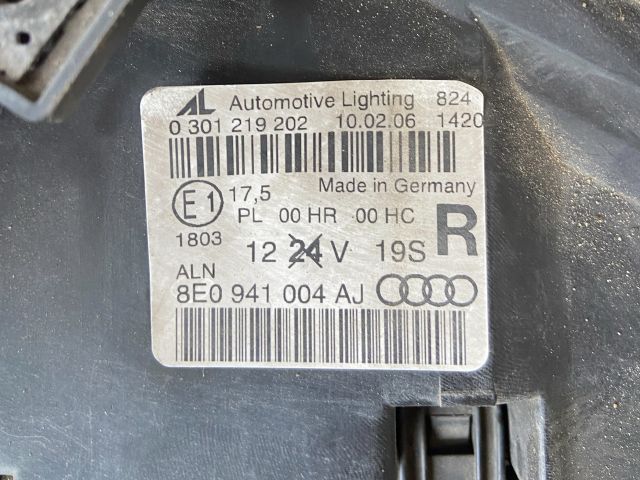 AL Automotive Lighting 824
0 301 219 202 10.02.06 1420
Made in Germany
E1 17,5
PL 00 HR 00 HC R
1803
12 24 V 19S
ALN
8E0 941 004 AJ